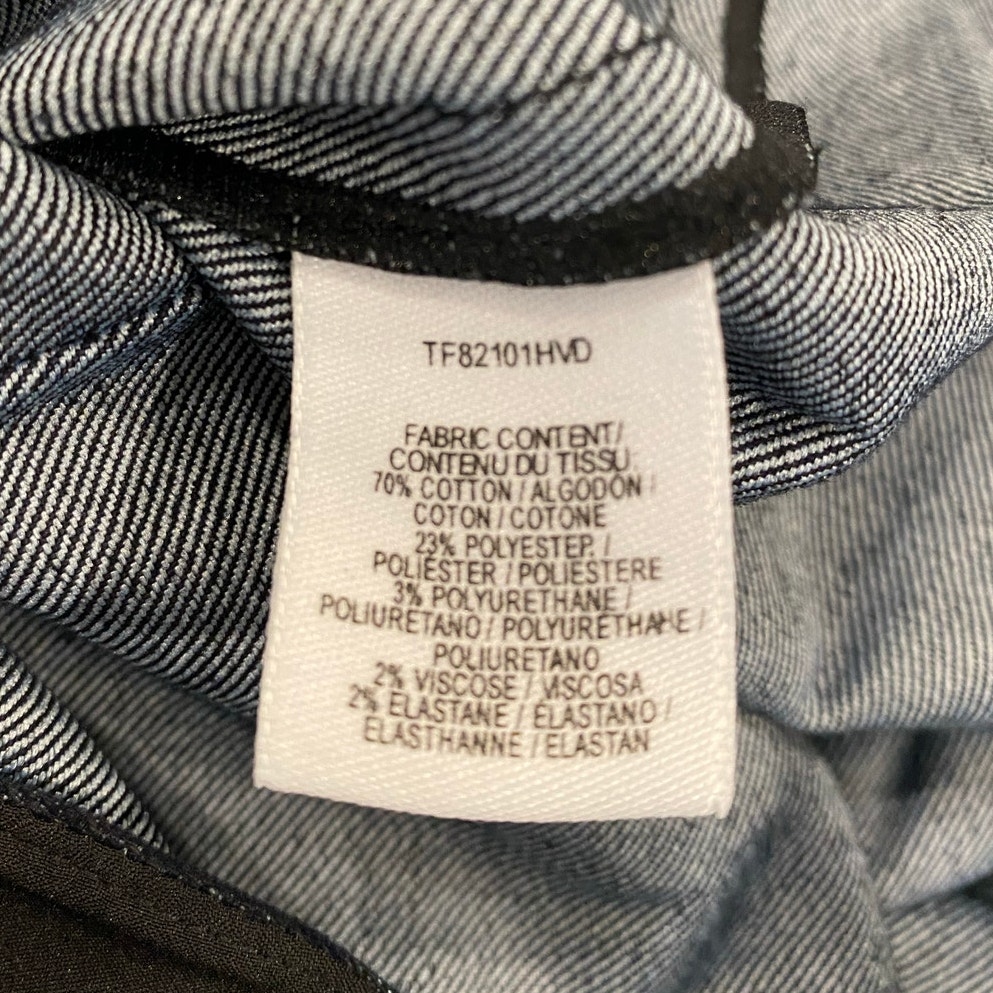 TF82101HVD
FABRIC CONTENT/
CONTENU DU TISSU
70% COTTON / ALGODÓN /
COTON / COTONE
23% POLYESTER /
POLIÉSTER / POLIESTERE
3% POLYURETHANE /
POLIURETANO / POLYURETHANE /
POLIURETANO
2% VISCOSE / VISCOSA
2% ELASTANE / ELASTANO /
ELASTHANNE / ELASTAN